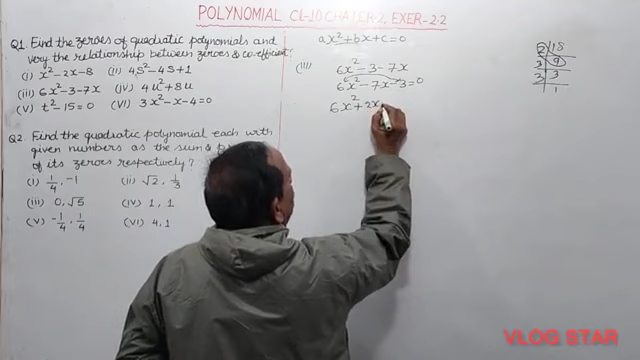 POLYNOMIAL CL-10 CHATER-2, EXER-2.2
Q1. Find the zeroes of quadiatic polynomials and
very the relationship between zeroes & co-efficient?
(i) x²-2x-8 (ii) 4S²-4S+1
(iii) 6x²-3-7x (iv) 4u²+8u
(v) t²-15=0 (vi) 3x²-x-4=0
Q2. Find the quadratic polynomial each with
given numbers as the sum & p
of its zeroes respectively?
(i) 1/4, -1 (ii) √2, 1/3
(iii) 0, √5 (iv) 1, 1
(v) -1/4, 1/4 (vi) 4, 1
ax²+bx+c=0
(iii) 6x²-3-7x
6x²-7x-3=0
6x²+2x
2 18
3 9
3 3
1
VLOG STAR